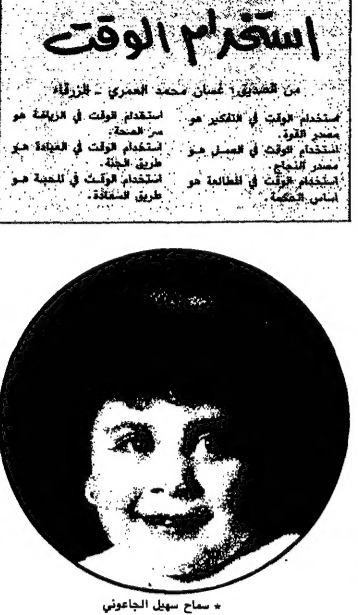 استخدام الوقت
من الصديق: غسان محمد العمري - الزرقاء
استخدام الوقت في التفكير هو
مصدر القوة.
استخدام الوقت في العمل هو
مصدر النجاح
استخدام الوقت في المطالعة هو
اساس الحكمة.
استخدام الوقت في الرياضة هو
سر الصحة.
استخدام الوقت في العبادة هو
طريق الجنة.
استخدام الوقت في المحبة هو
طريق السعادة.
* سماح سهيل الجاعوني